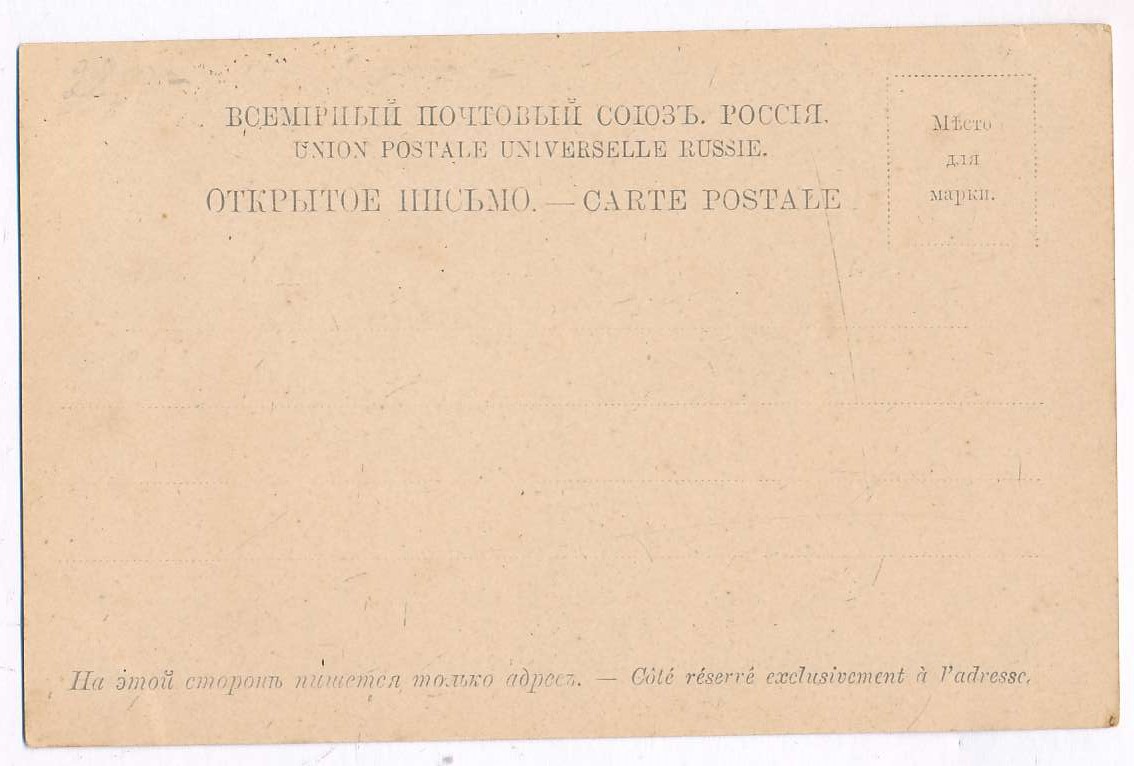 ВСЕМІРНЫЙ ПОЧТОВЫЙ СОЮЗЪ. РОССІЯ.
UNION POSTALE UNIVERSELLE RUSSIE.
ОТКРЫТОЕ ПИСЬМО. — CARTE POSTALE
Мѣсто
для
марки.
На этой сторонѣ пишется только адресъ. — Côté réservé exclusivement à l'adresse.